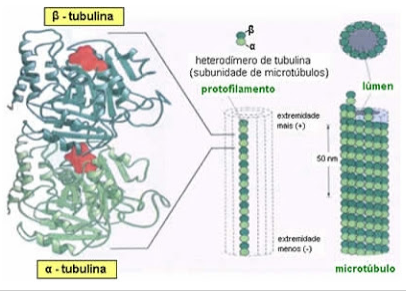 β - tubulina
β
α
heterodímero de tubulina
(subunidade de microtúbulos)
protofilamento
lúmen
extremidade
mais (+)
50 nm
extremidade
menos (-)
α - tubulina
microtúbulo